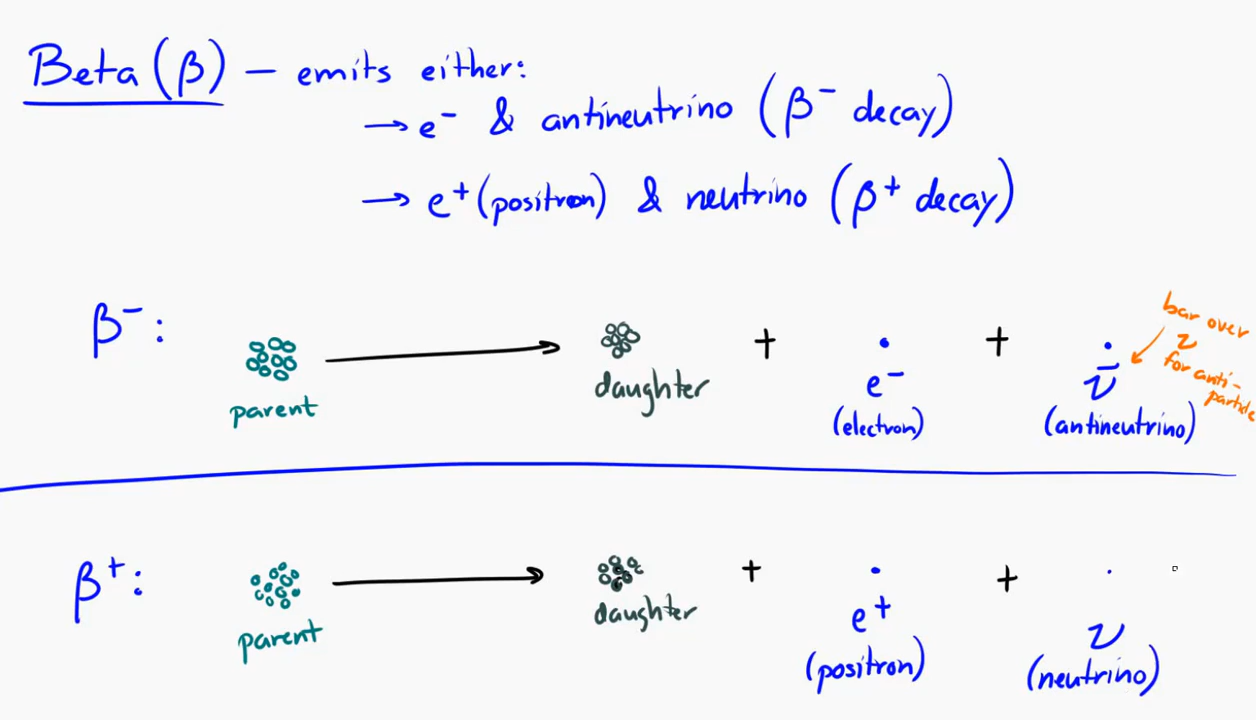 Beta (β) – emits either:
→ e⁻ & antineutrino (β⁻ decay)
→ e⁺ (positron) & neutrino (β⁺ decay)
β⁻:
parent
daughter
+
e⁻
(electron)
+
ν̄
(antineutrino)
bar over
ν
for anti-
particle
β⁺:
parent
daughter
+
e⁺
(positron)
+
ν
(neutrino)